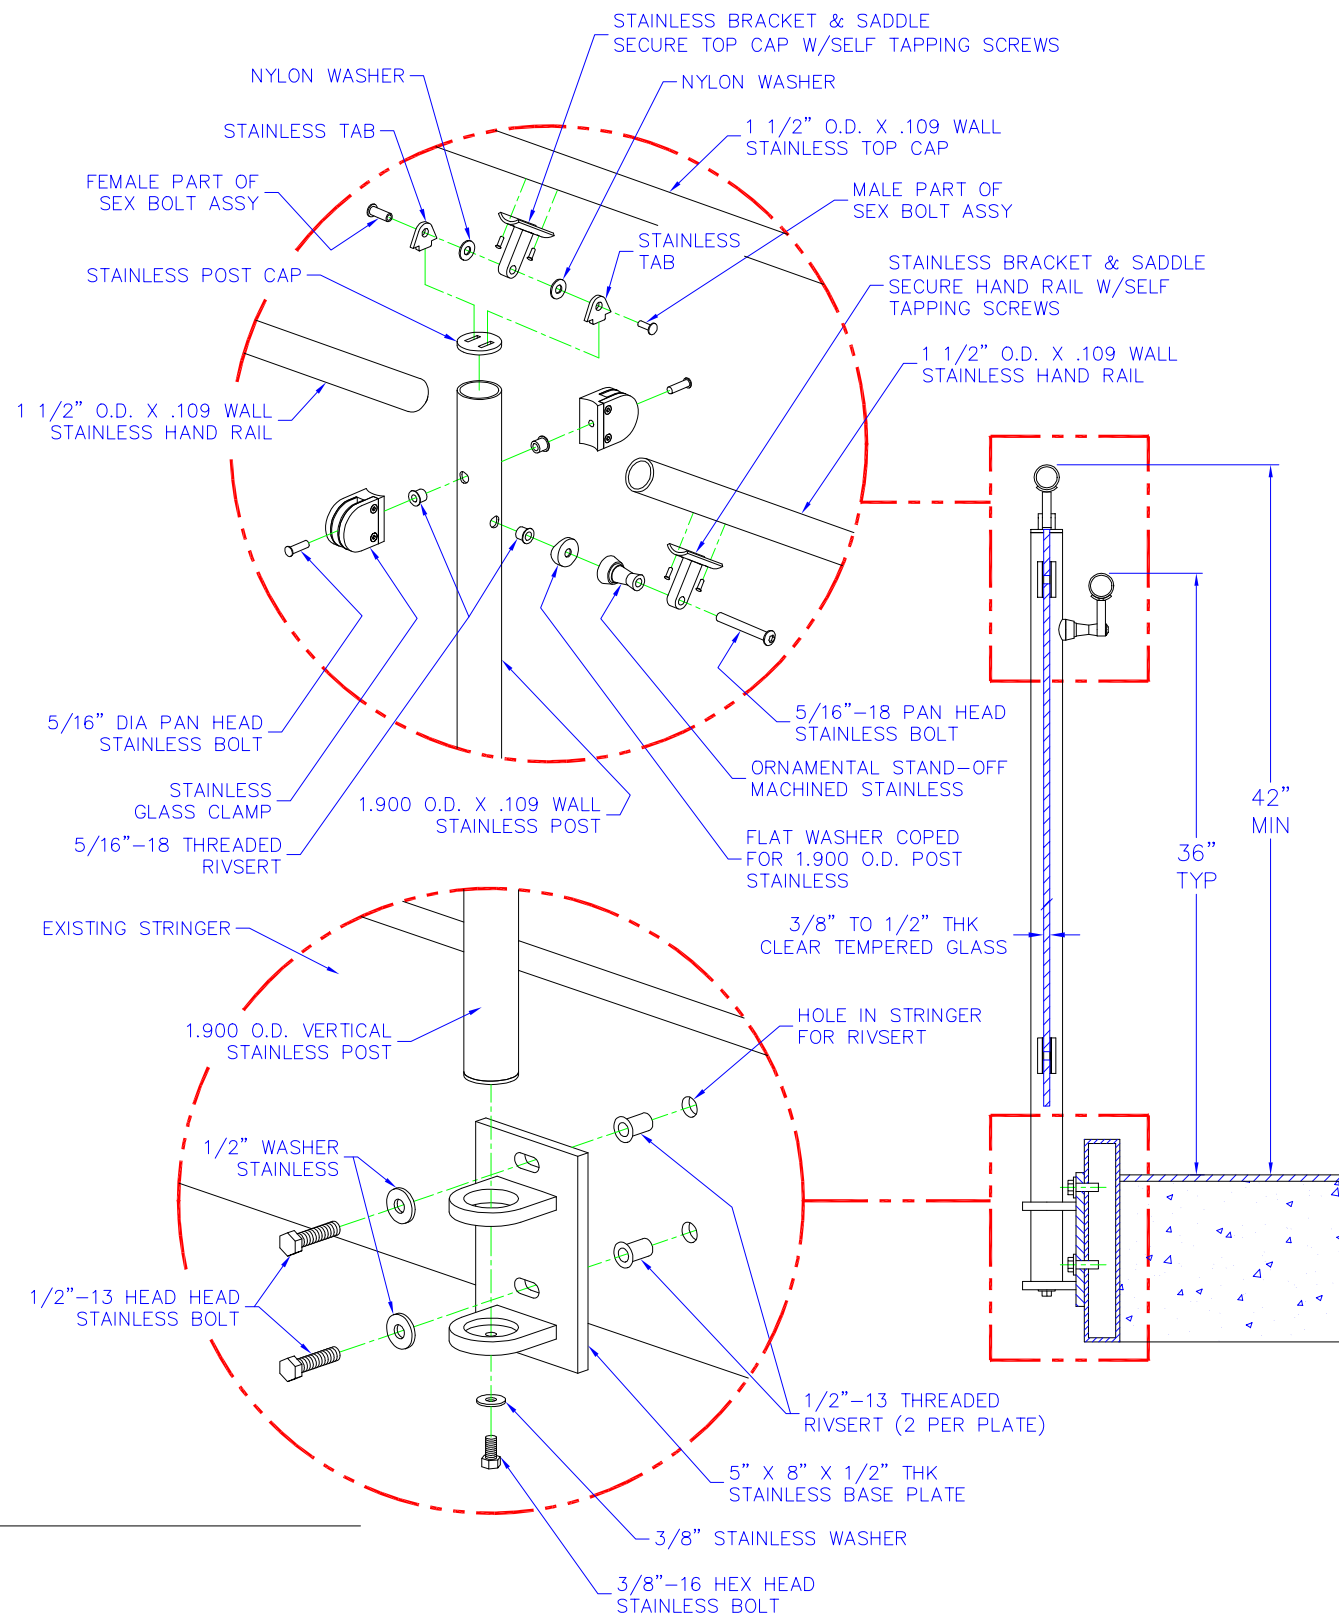 STAINLESS BRACKET & SADDLE
SECURE TOP CAP W/SELF TAPPING SCREWS
NYLON WASHER
NYLON WASHER
STAINLESS TAB
1 1/2” O.D. X .109 WALL
STAINLESS TOP CAP
FEMALE PART OF
SEX BOLT ASSY
MALE PART OF
SEX BOLT ASSY
STAINLESS
TAB
STAINLESS POST CAP
STAINLESS BRACKET & SADDLE
SECURE HAND RAIL W/SELF
TAPPING SCREWS
1 1/2” O.D. X .109 WALL
STAINLESS HAND RAIL
1 1/2” O.D. X .109 WALL
STAINLESS HAND RAIL
5/16” DIA PAN HEAD
STAINLESS BOLT
5/16”-18 PAN HEAD
STAINLESS BOLT
STAINLESS
GLASS CLAMP
ORNAMENTAL STAND-OFF
MACHINED STAINLESS
1.900 O.D. X .109 WALL
STAINLESS POST
5/16”-18 THREADED
RIVSERT
FLAT WASHER COPED
FOR 1.900 O.D. POST
STAINLESS
42”
MIN
36”
TYP
EXISTING STRINGER
3/8” TO 1/2” THK
CLEAR TEMPERED GLASS
1.900 O.D. VERTICAL
STAINLESS POST
HOLE IN STRINGER
FOR RIVSERT
1/2” WASHER
STAINLESS
1/2”-13 HEAD HEAD
STAINLESS BOLT
1/2”-13 THREADED
RIVSERT (2 PER PLATE)
5” X 8” X 1/2” THK
STAINLESS BASE PLATE
3/8” STAINLESS WASHER
3/8”-16 HEX HEAD
STAINLESS BOLT